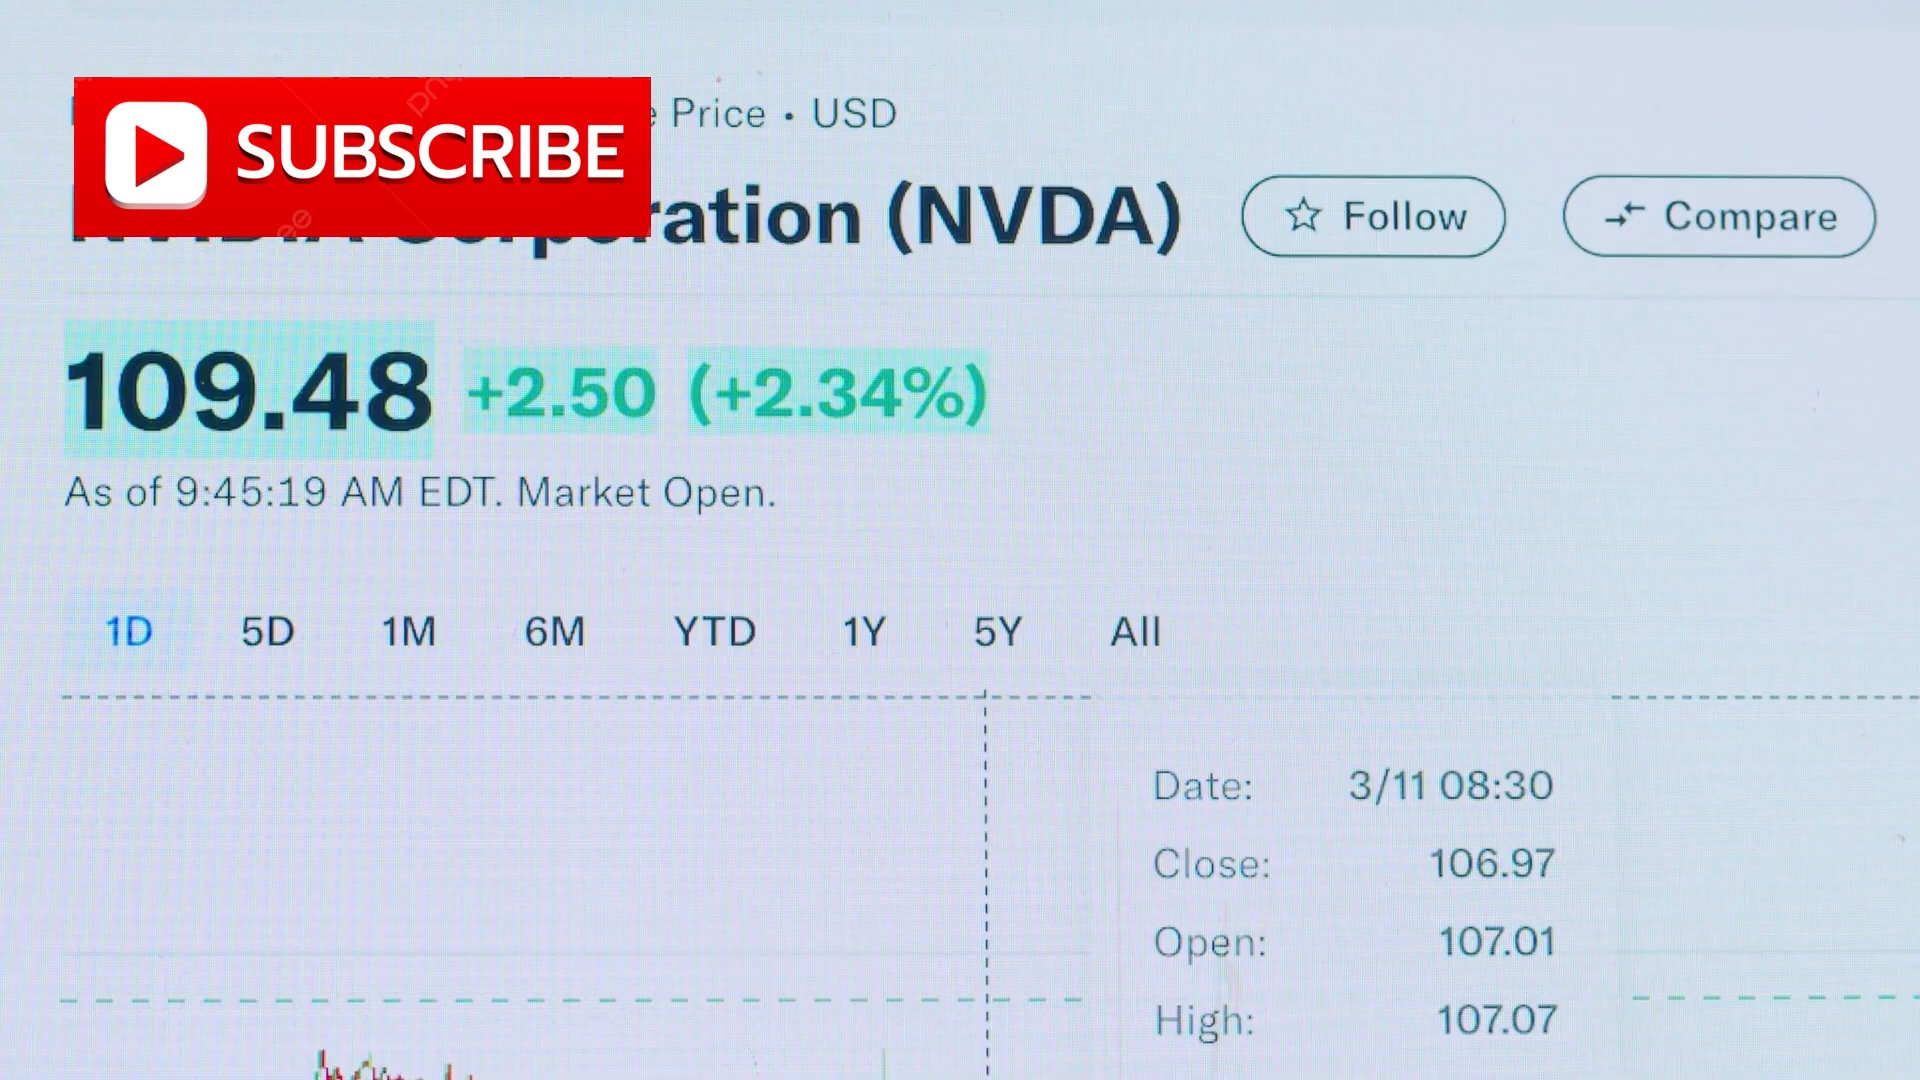 SUBSCRIBE
Price • USD
NVIDIA Corporation (NVDA)
Follow
Compare
109.48 +2.50 (+2.34%)
As of 9:45:19 AM EDT. Market Open.
1D 5D 1M 6M YTD 1Y 5Y All
Date: 3/11 08:30
Close: 106.97
Open: 107.01
High: 107.07